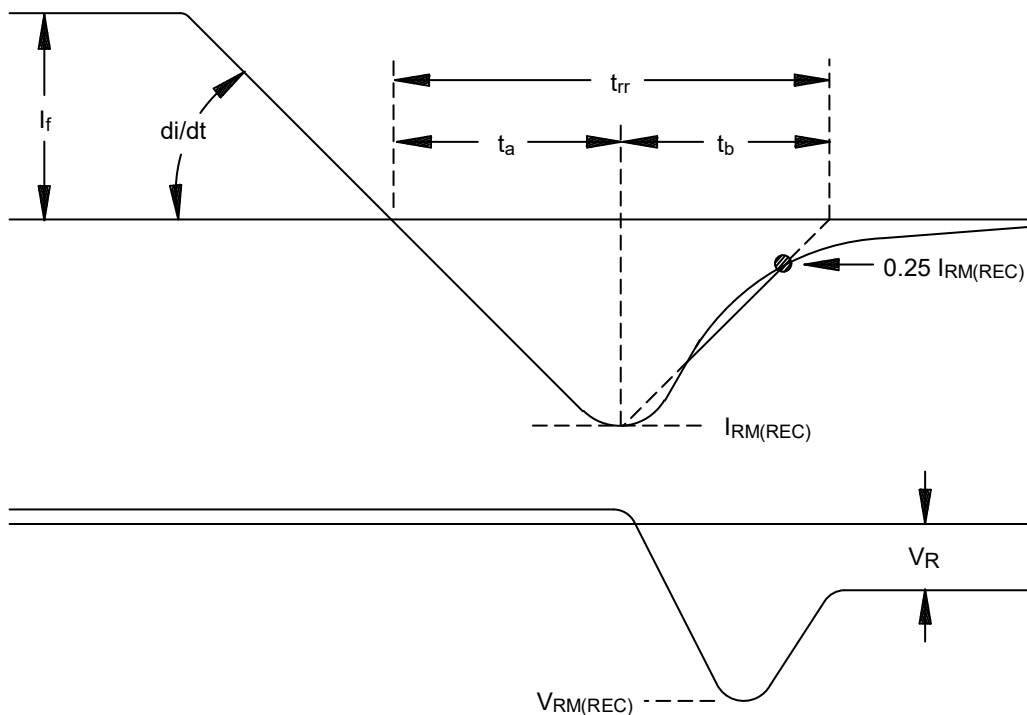 trr
If
di/dt
ta
tb
0.25 IRM(REC)
IRM(REC)
VR
VRM(REC)